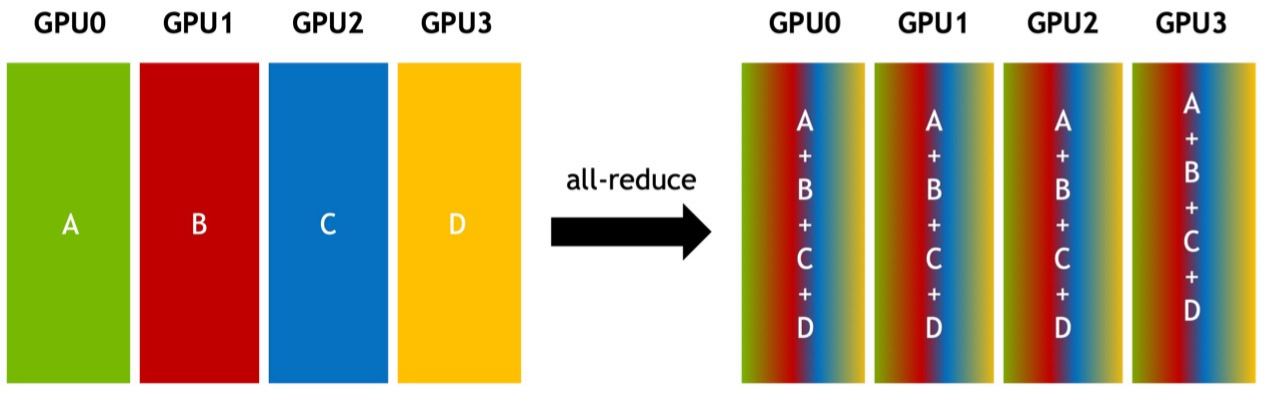 GPU0 GPU1 GPU2 GPU3
A B C D
all-reduce
GPU0 GPU1 GPU2 GPU3
A
+
B
+
C
+
D
A
+
B
+
C
+
D
A
+
B
+
C
+
D
A
+
B
+
C
+
D